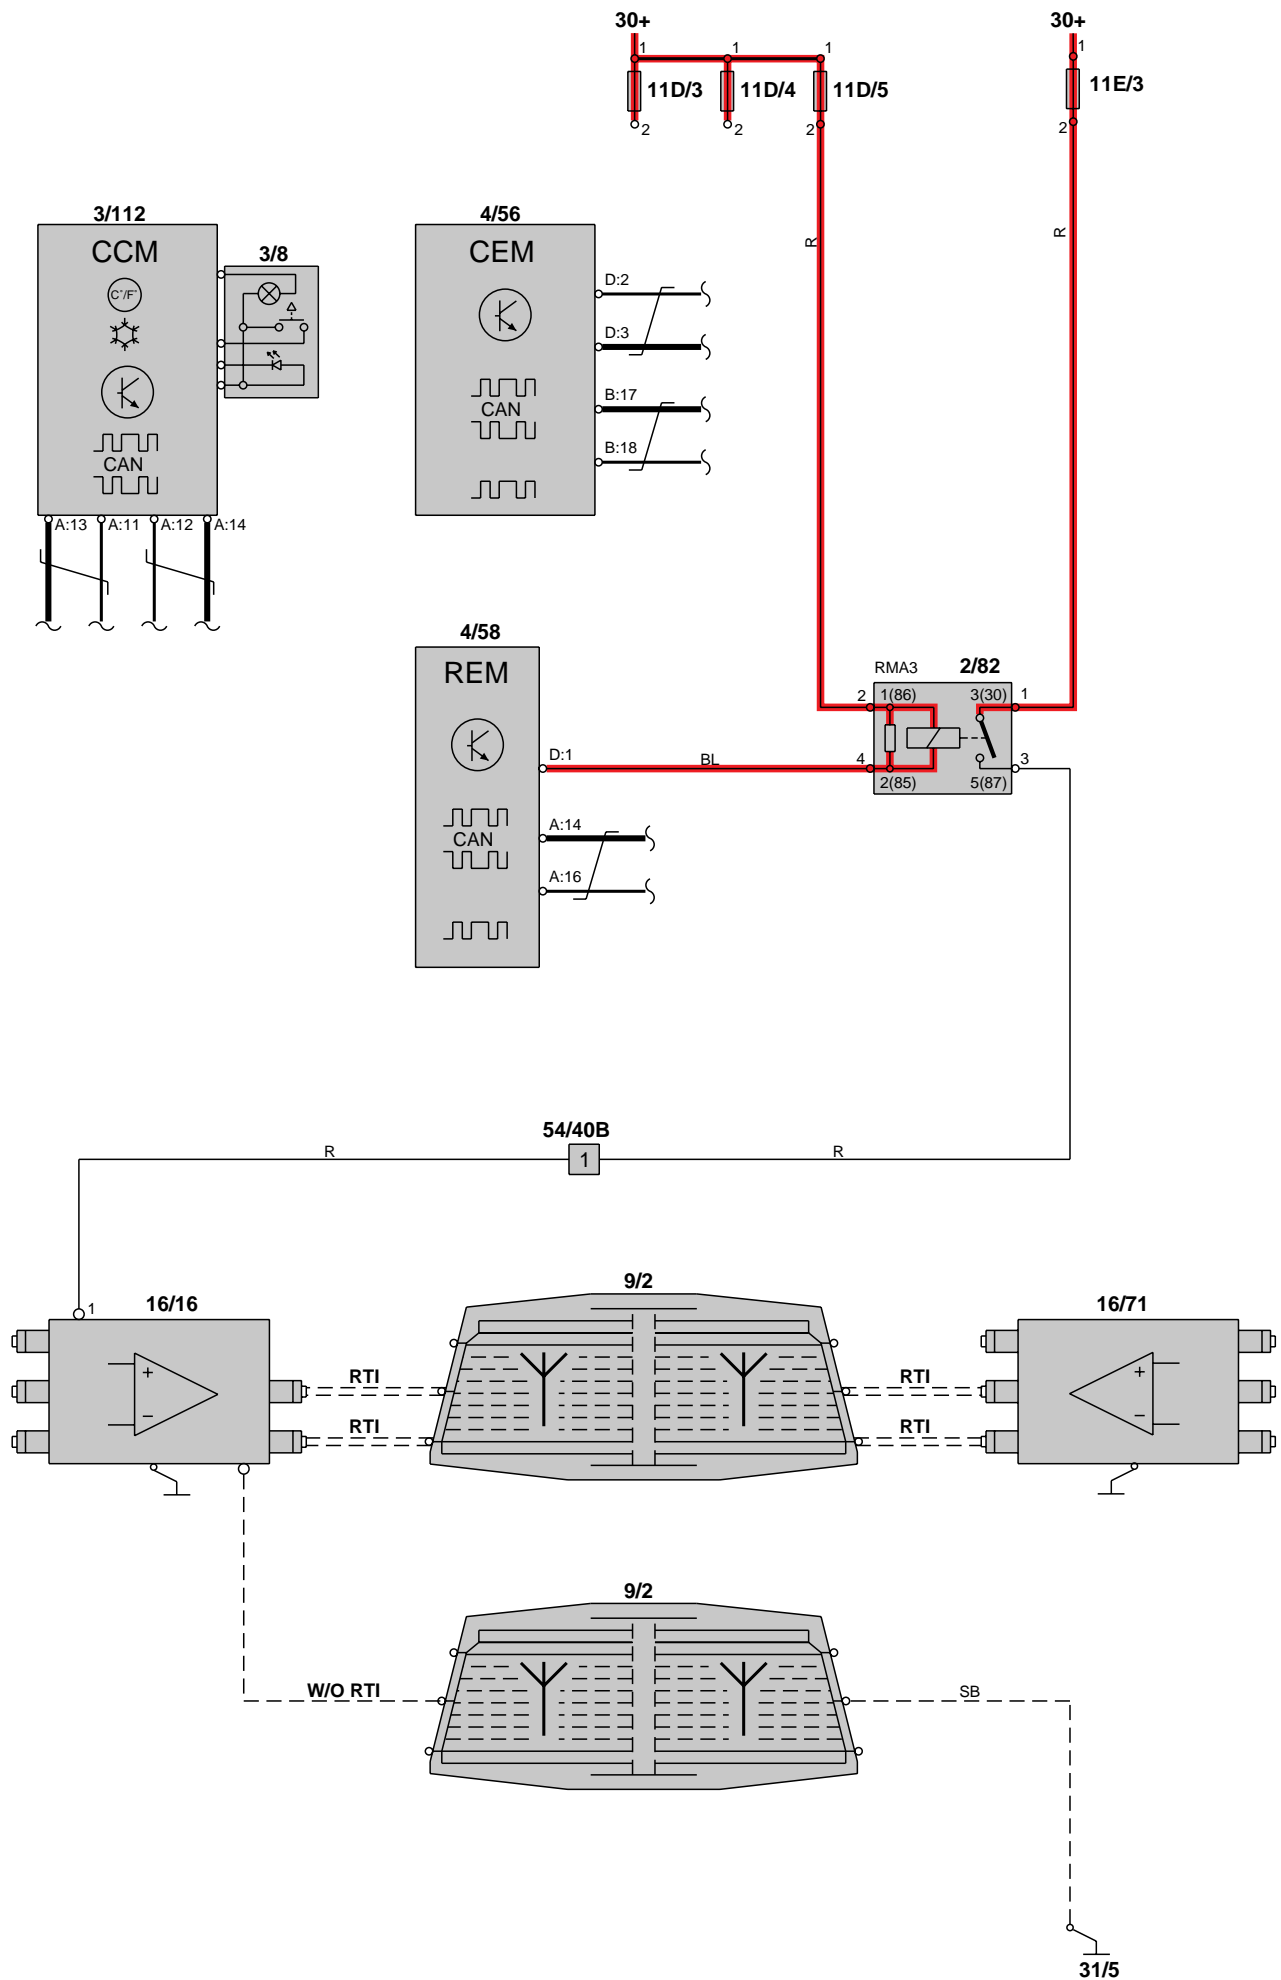 30+
30+
1
1
1
1
11D/3
11D/4
11D/5
11E/3
2
2
2
2
R
R
3/112
CCM
3/8
C°/F°
CAN
A:13
A:11
A:12
A:14
4/56
CEM
D:2
D:3
B:17
CAN
B:18
4/58
REM
D:1
BL
A:14
CAN
A:16
RMA3
2/82
2
1(86)
3(30)
1
4
2(85)
5(87)
3
54/40B
R
1
R
1
16/16
9/2
16/71
+
−
RTI
RTI
RTI
RTI
+
−
9/2
W/O RTI
SB
31/5